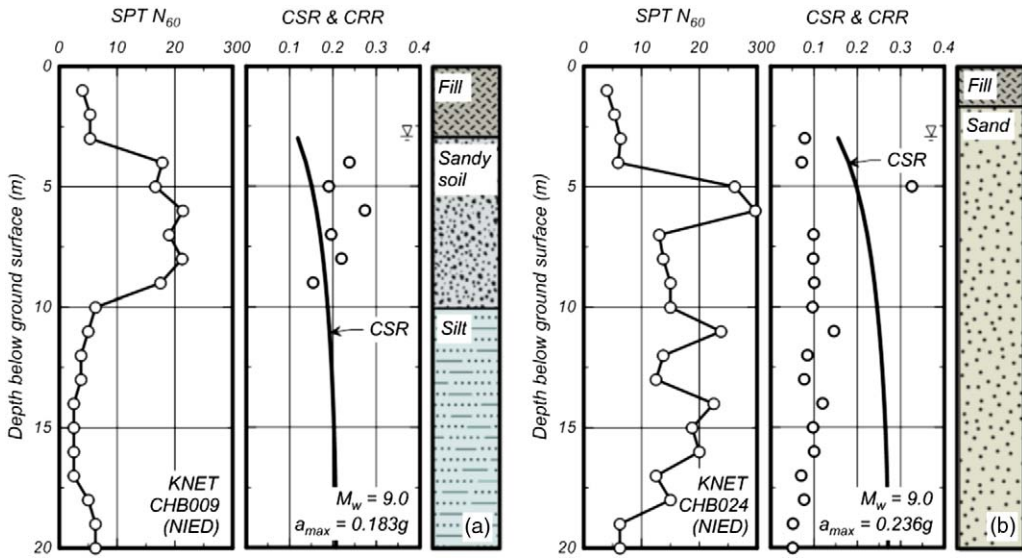 SPT N60
CSR & CRR
0 10 20 300 0.1 0.2 0.3 0.4
Depth below ground surface (m)
0
5
10
15
20
Fill
Sandy
soil
Silt
CSR
KNET
CHB009
(NIED)
Mw = 9.0
amax = 0.183g
(a)
SPT N60
CSR & CRR
0 10 20 300 0.1 0.2 0.3 0.4
Depth below ground surface (m)
0
5
10
15
20
Fill
Sand
CSR
KNET
CHB024
(NIED)
Mw = 9.0
amax = 0.236g
(b)